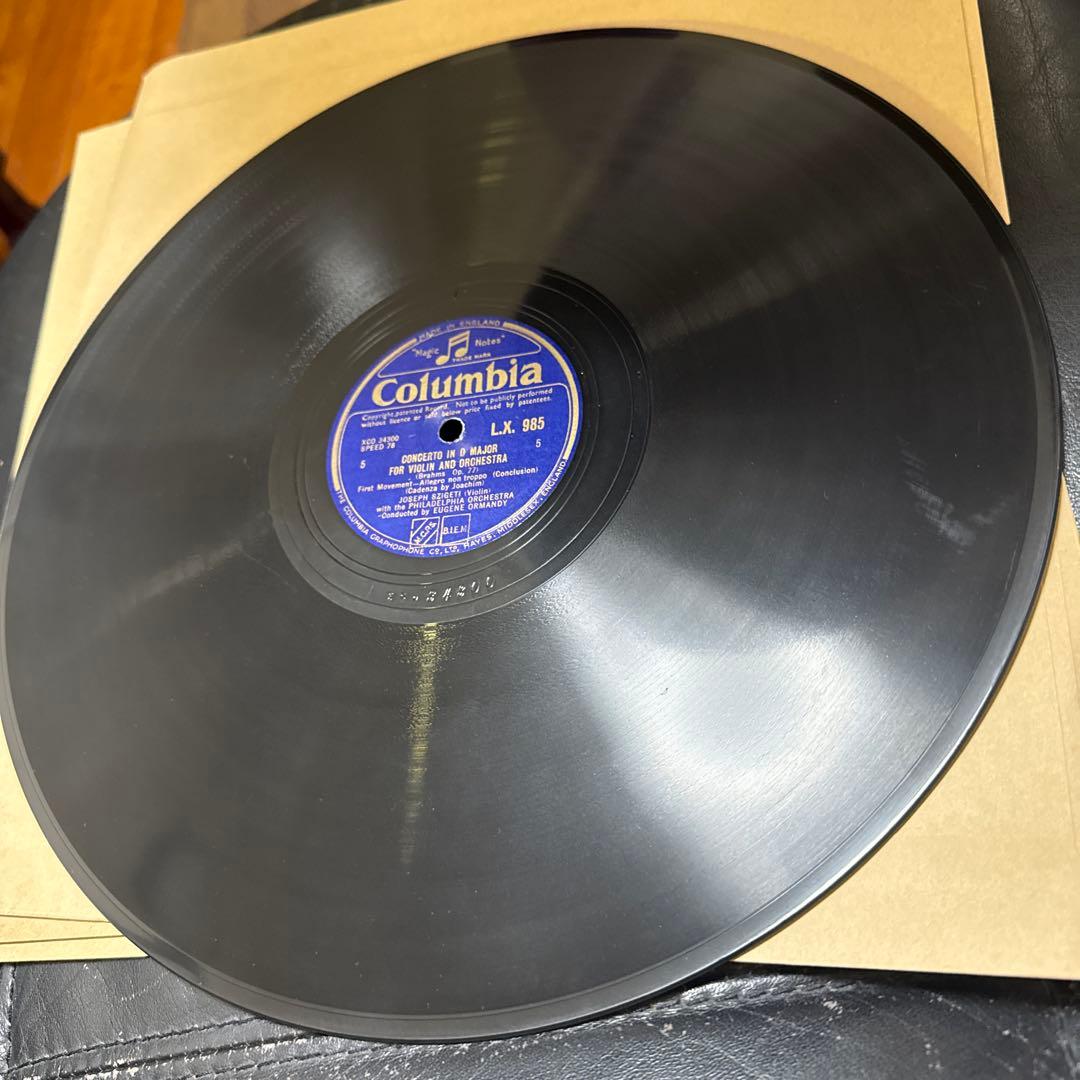 MADE IN ENGLAND
"Magic Notes"
TRADE MARK
Columbia
Copyright, patented Record. Not to be publicly performed
without licence or sold below price fixed by patentees.
L.X. 985
XCO 34300
SPEED 78
5
5
CONCERTO IN D MAJOR
FOR VIOLIN AND ORCHESTRA
(Brahms Op. 77)
First Movement—Allegro non troppo (Conclusion)
(Cadenza by Joachim)
JOSEPH SZIGETI (Violin)
with the PHILADELPHIA ORCHESTRA
Conducted by EUGENE ORMANDY
M.C.P.S.
B.I.E.M
THE COLUMBIA GRAPHOPHONE CO., LTD., HAYES, MIDDLESEX, ENGLAND